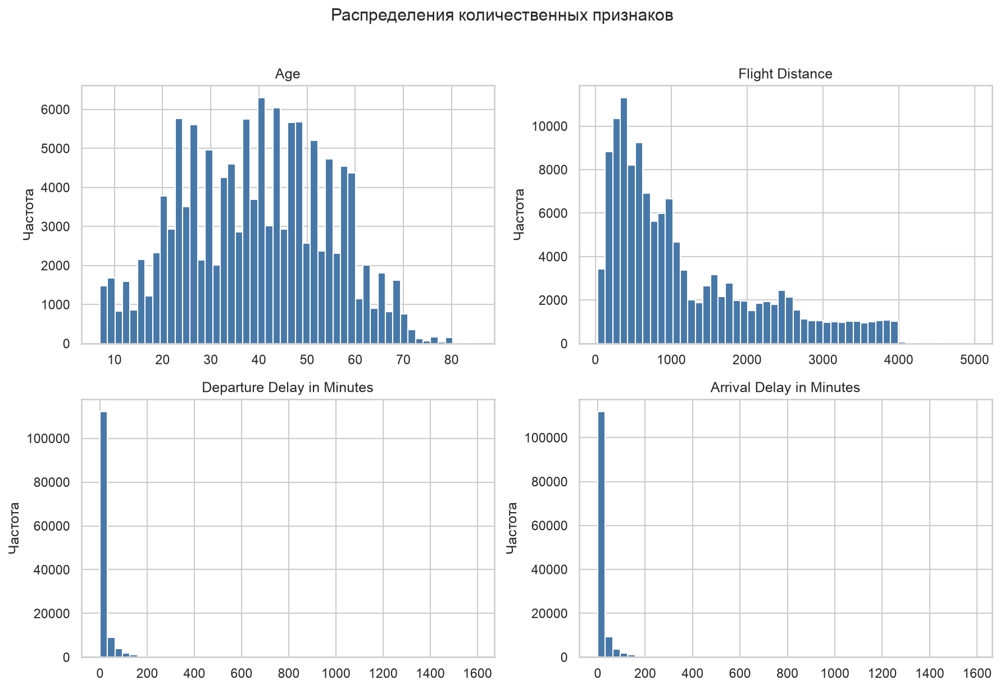 Распределения количественных признаков
Age
Частота
6000
5000
4000
3000
2000
1000
0
10 20 30 40 50 60 70 80
Flight Distance
Частота
10000
8000
6000
4000
2000
0
0 1000 2000 3000 4000 5000
Departure Delay in Minutes
Частота
100000
80000
60000
40000
20000
0
0 200 400 600 800 1000 1200 1400 1600
Arrival Delay in Minutes
Частота
100000
80000
60000
40000
20000
0
0 200 400 600 800 1000 1200 1400 1600